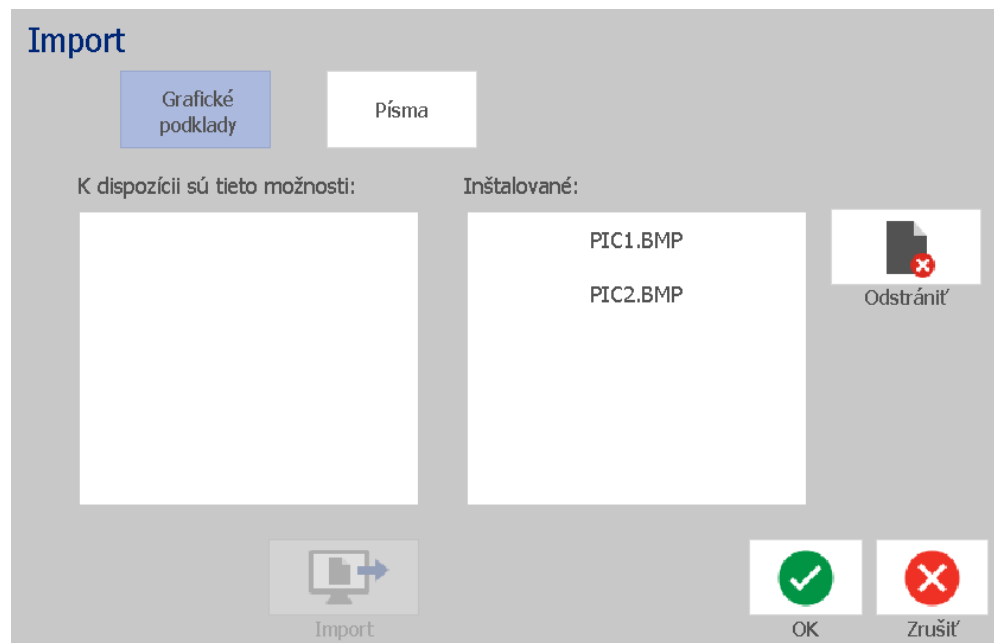 Import
Grafické
podklady
Písma
K dispozícii sú tieto možnosti:
Inštalované:
PIC1.BMP
PIC2.BMP
Odstrániť
Import
OK
Zrušiť